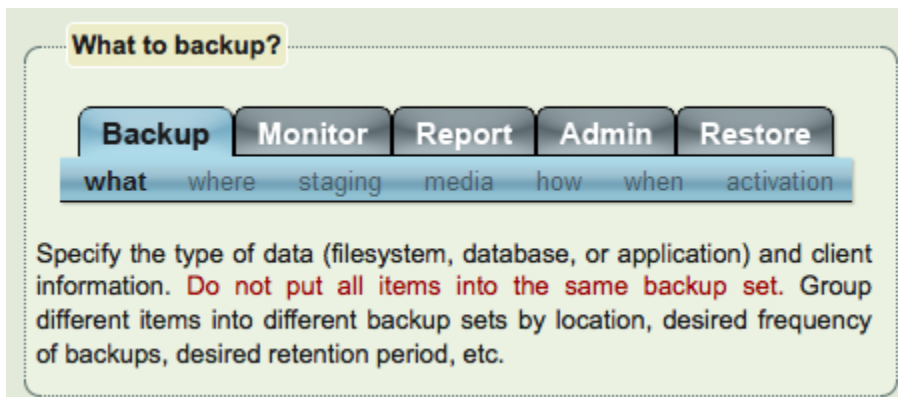 What to backup?
Backup Monitor Report Admin Restore
what where staging media how when activation
Specify the type of data (filesystem, database, or application) and client
information. Do not put all items into the same backup set. Group
different items into different backup sets by location, desired frequency
of backups, desired retention period, etc.